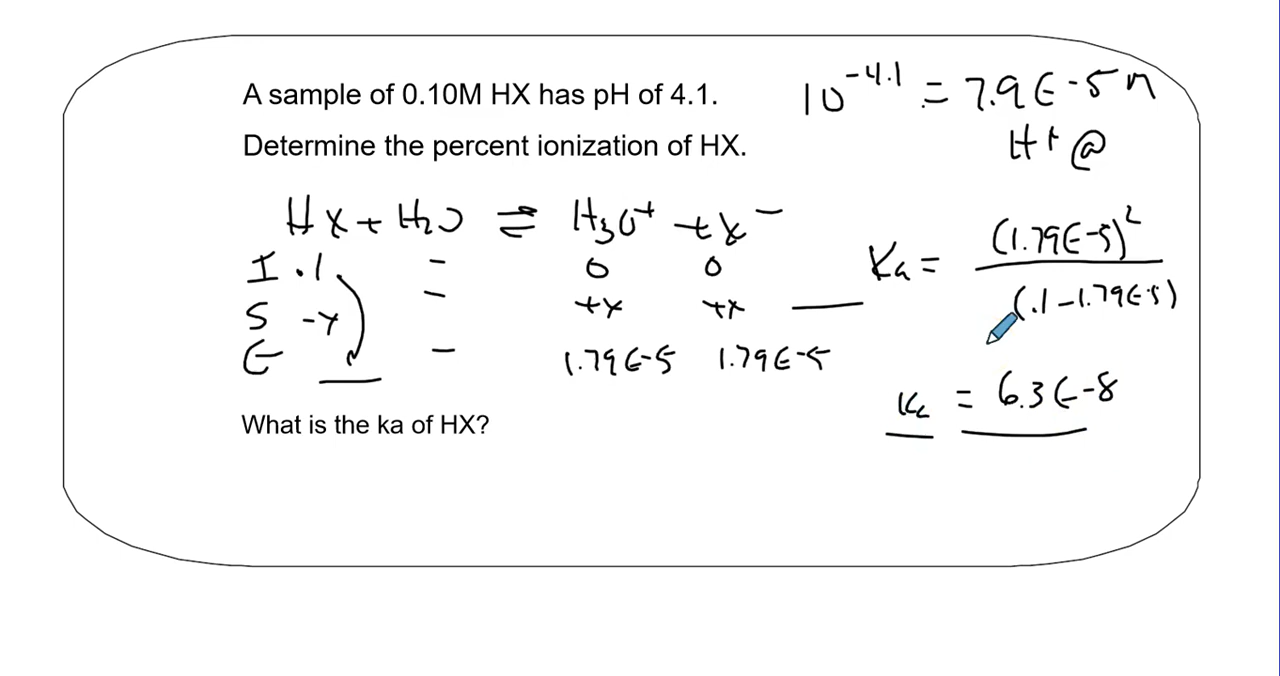 A sample of 0.10M HX has pH of 4.1.
10^-4.1 = 7.9E-5 M
Determine the percent ionization of HX.
H+ @
HX + H2O ⇌ H3O+ + X-
Ka = (1.79E-5)^2 / (.1 - 1.79E-5)
I .1 - 0 0
S -x - +x +x
E - 1.79E-5 1.79E-5
= 6.3E-8
What is the ka of HX?